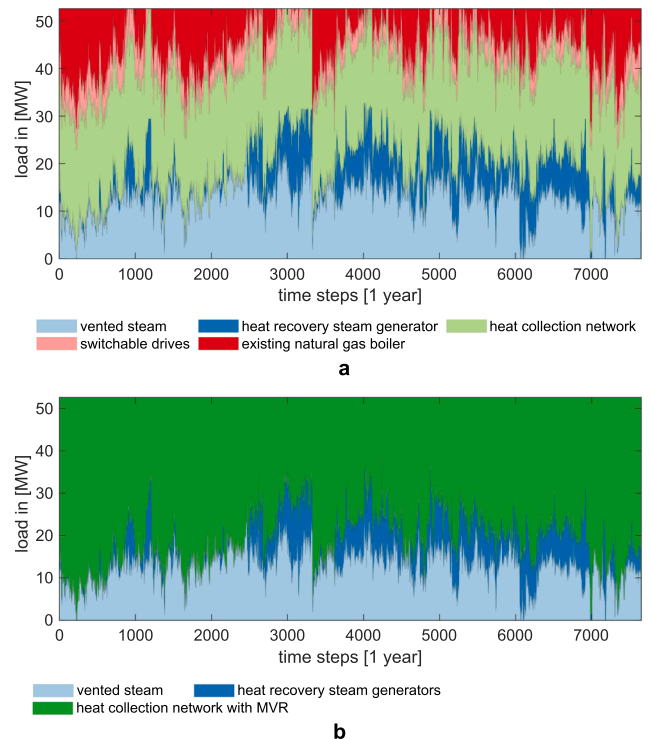 50
40
30
20
10
0
load in [MW]
0 1000 2000 3000 4000 5000 6000 7000
time steps [1 year]
vented steam heat recovery steam generator heat collection network
switchable drives existing natural gas boiler
a
50
40
30
20
10
0
load in [MW]
0 1000 2000 3000 4000 5000 6000 7000
time steps [1 year]
vented steam heat recovery steam generators
heat collection network with MVR
b